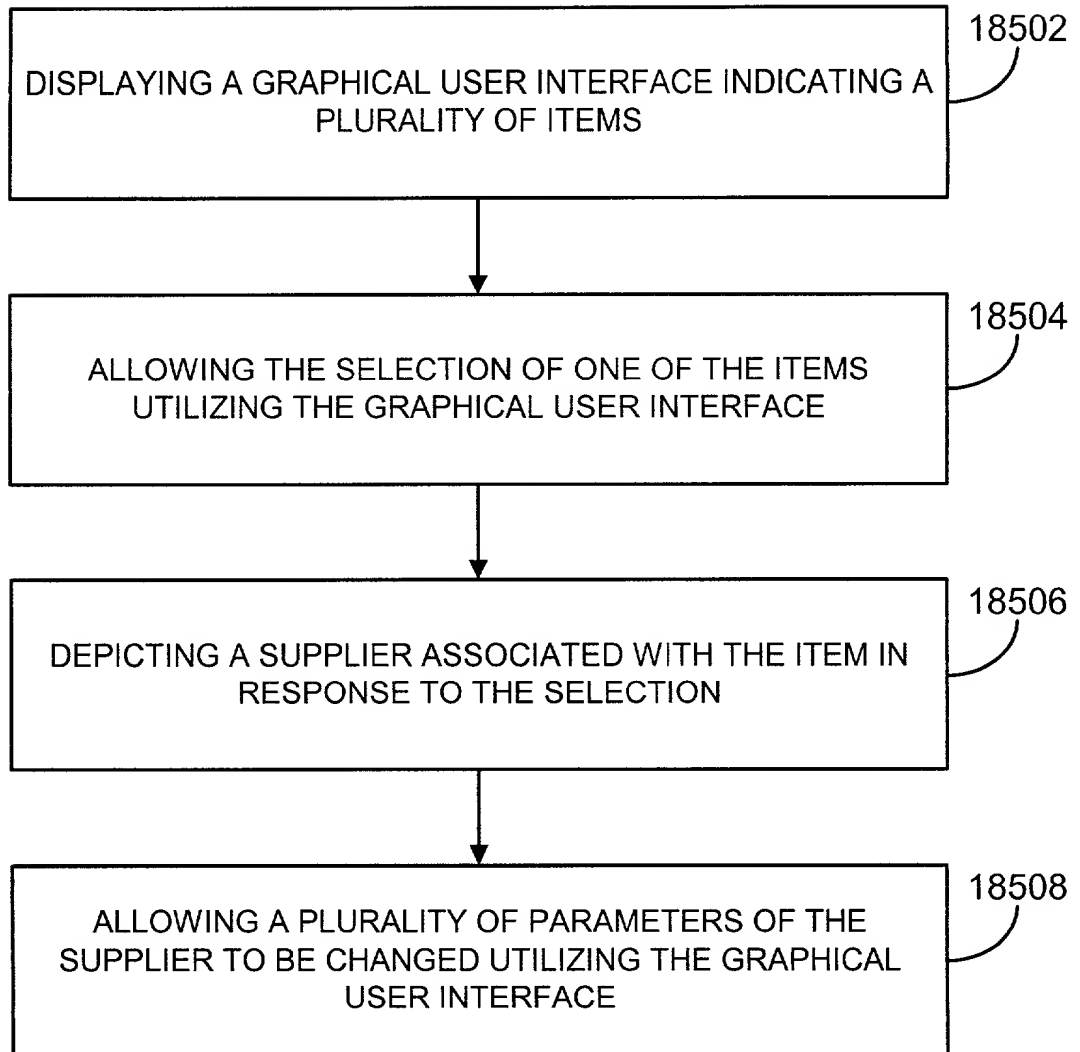 18502
DISPLAYING A GRAPHICAL USER INTERFACE INDICATING A
PLURALITY OF ITEMS
18504
ALLOWING THE SELECTION OF ONE OF THE ITEMS
UTILIZING THE GRAPHICAL USER INTERFACE
18506
DEPICTING A SUPPLIER ASSOCIATED WITH THE ITEM IN
RESPONSE TO THE SELECTION
18508
ALLOWING A PLURALITY OF PARAMETERS OF THE
SUPPLIER TO BE CHANGED UTILIZING THE GRAPHICAL
USER INTERFACE